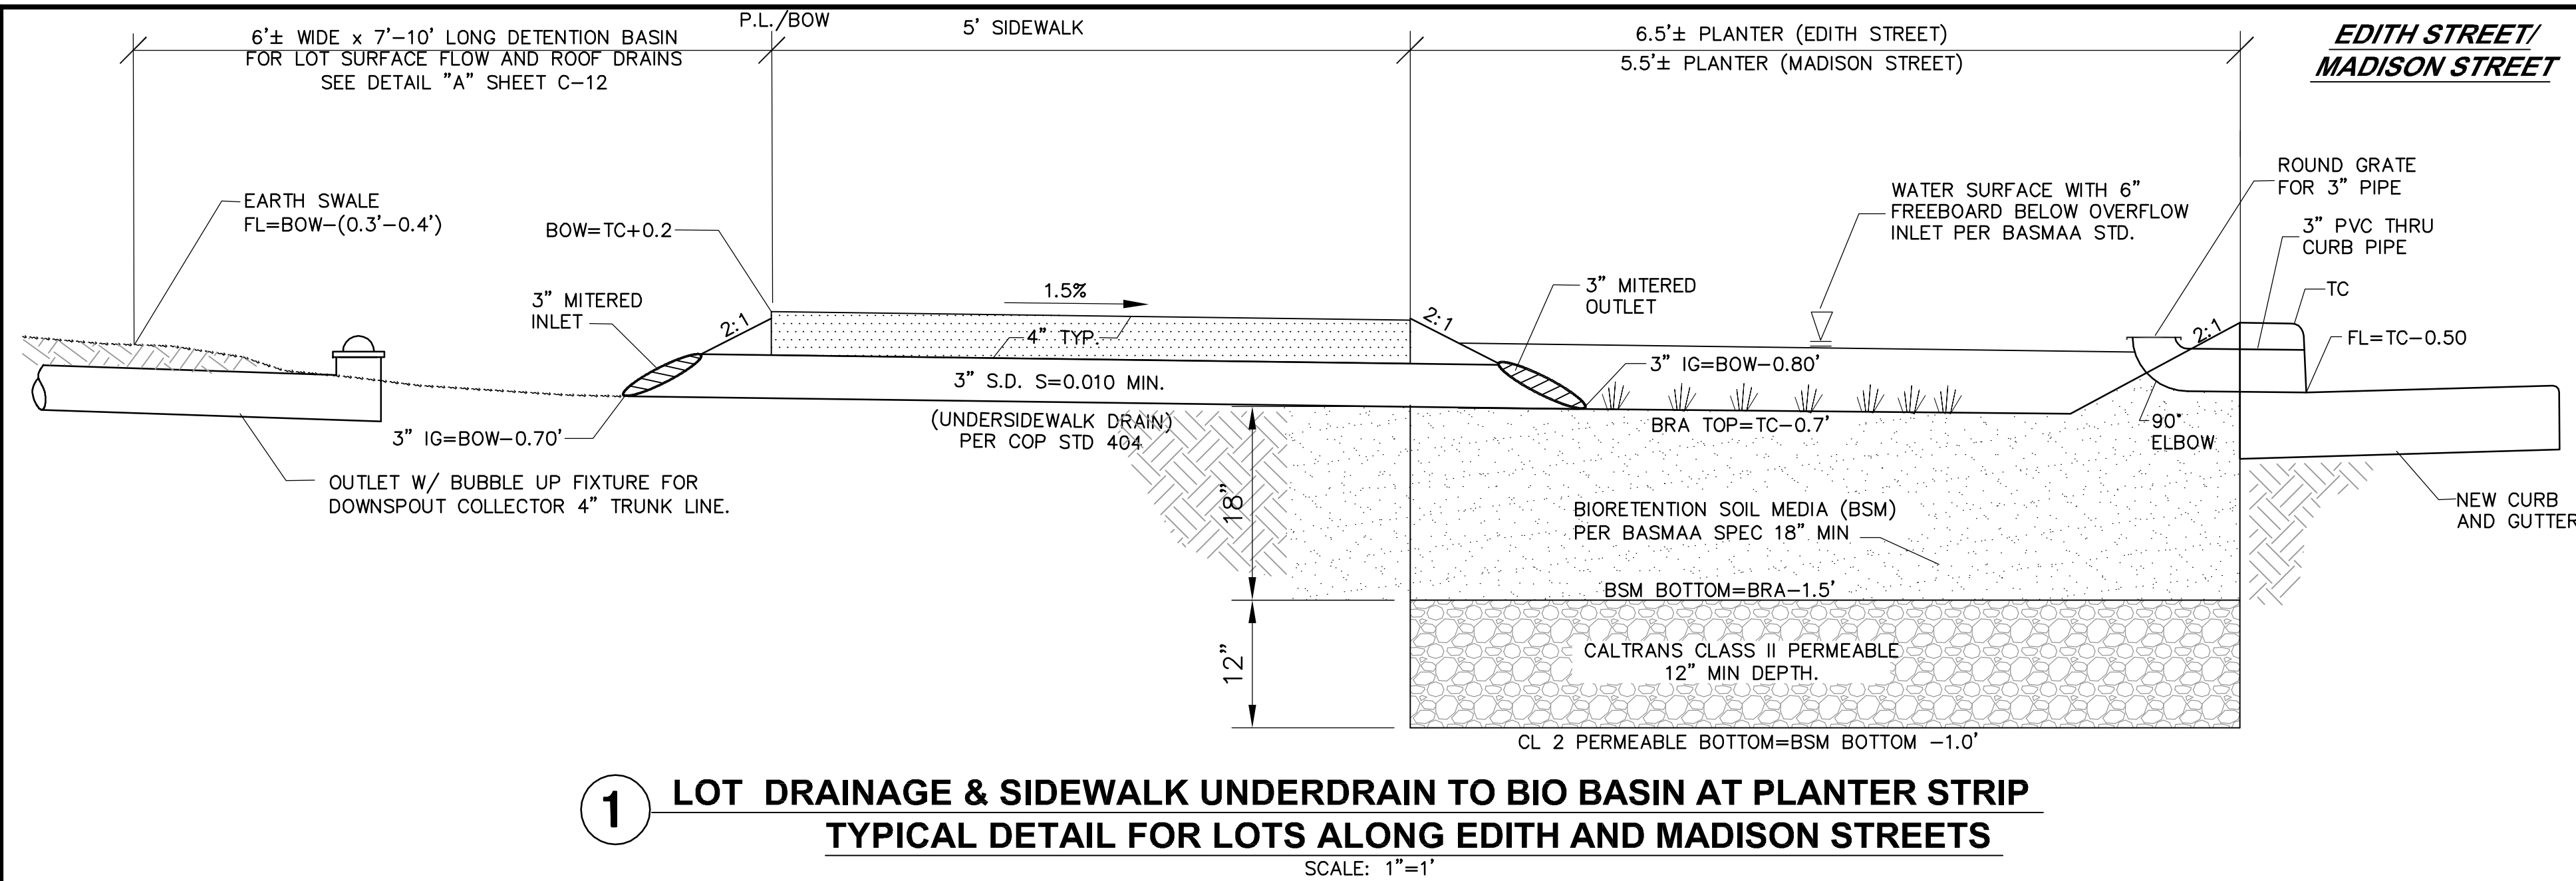 P.L./BOW
6'± WIDE x 7'-10' LONG DETENTION BASIN
FOR LOT SURFACE FLOW AND ROOF DRAINS
SEE DETAIL "A" SHEET C-12
5' SIDEWALK
6.5'± PLANTER (EDITH STREET)
5.5'± PLANTER (MADISON STREET)
EDITH STREET/
MADISON STREET
EARTH SWALE
FL=BOW-(0.3'-0.4')
BOW=TC+0.2
3" MITERED
INLET
2:1
1.5%
4" TYP.
2:1
3" MITERED
OUTLET
WATER SURFACE WITH 6"
FREEBOARD BELOW OVERFLOW
INLET PER BASMAA STD.
ROUND GRATE
FOR 3" PIPE
3" PVC THRU
CURB PIPE
TC
2:1
FL=TC-0.50
3" S.D. S=0.010 MIN.
(UNDERSIDEWALK DRAIN)
PER COP STD 404
3" IG=BOW-0.80'
3" IG=BOW-0.70'
BRA TOP=TC-0.7'
90°
ELBOW
OUTLET W/ BUBBLE UP FIXTURE FOR
DOWNSPOUT COLLECTOR 4" TRUNK LINE.
18"
BIORETENTION SOIL MEDIA (BSM)
PER BASMAA SPEC 18" MIN
NEW CURB
AND GUTTER
BSM BOTTOM=BRA-1.5'
12"
CALTRANS CLASS II PERMEABLE
12" MIN DEPTH.
CL 2 PERMEABLE BOTTOM=BSM BOTTOM -1.0'
1
LOT DRAINAGE & SIDEWALK UNDERDRAIN TO BIO BASIN AT PLANTER STRIP
TYPICAL DETAIL FOR LOTS ALONG EDITH AND MADISON STREETS
SCALE: 1"=1'